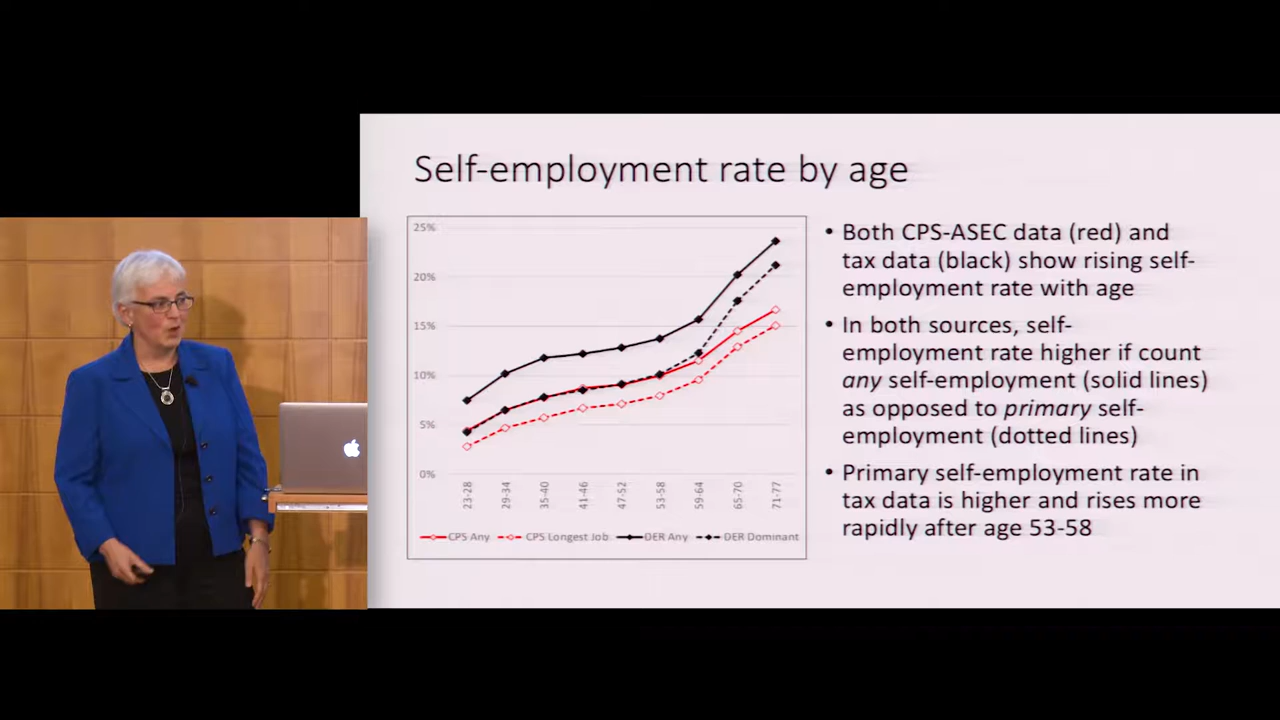 Self-employment rate by age
25%
20%
15%
10%
5%
0%
23-28
29-34
35-40
41-46
47-52
53-58
59-64
65-70
71-77
CPS Any
CPS Longest Job
DER Any
DER Dominant
• Both CPS-ASEC data (red) and
tax data (black) show rising self-
employment rate with age
• In both sources, self-
employment rate higher if count
any self-employment (solid lines)
as opposed to primary self-
employment (dotted lines)
• Primary self-employment rate in
tax data is higher and rises more
rapidly after age 53-58